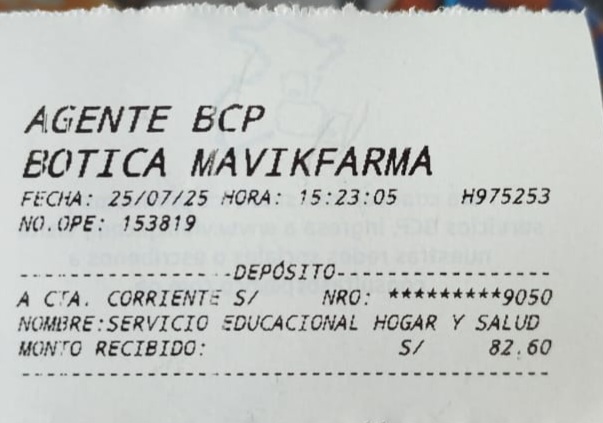 AGENTE BCP
BOTICA MAVIKFARMA
FECHA: 25/07/25 HORA: 15:23:05 H975253
NO.OPE: 153819
--------------------DEPÓSITO--------------------
A CTA. CORRIENTE S/ NRO: *********9050
NOMBRE:SERVICIO EDUCACIONAL HOGAR Y SALUD
MONTO RECIBIDO: S/ 82.60
--------------------------------------------------